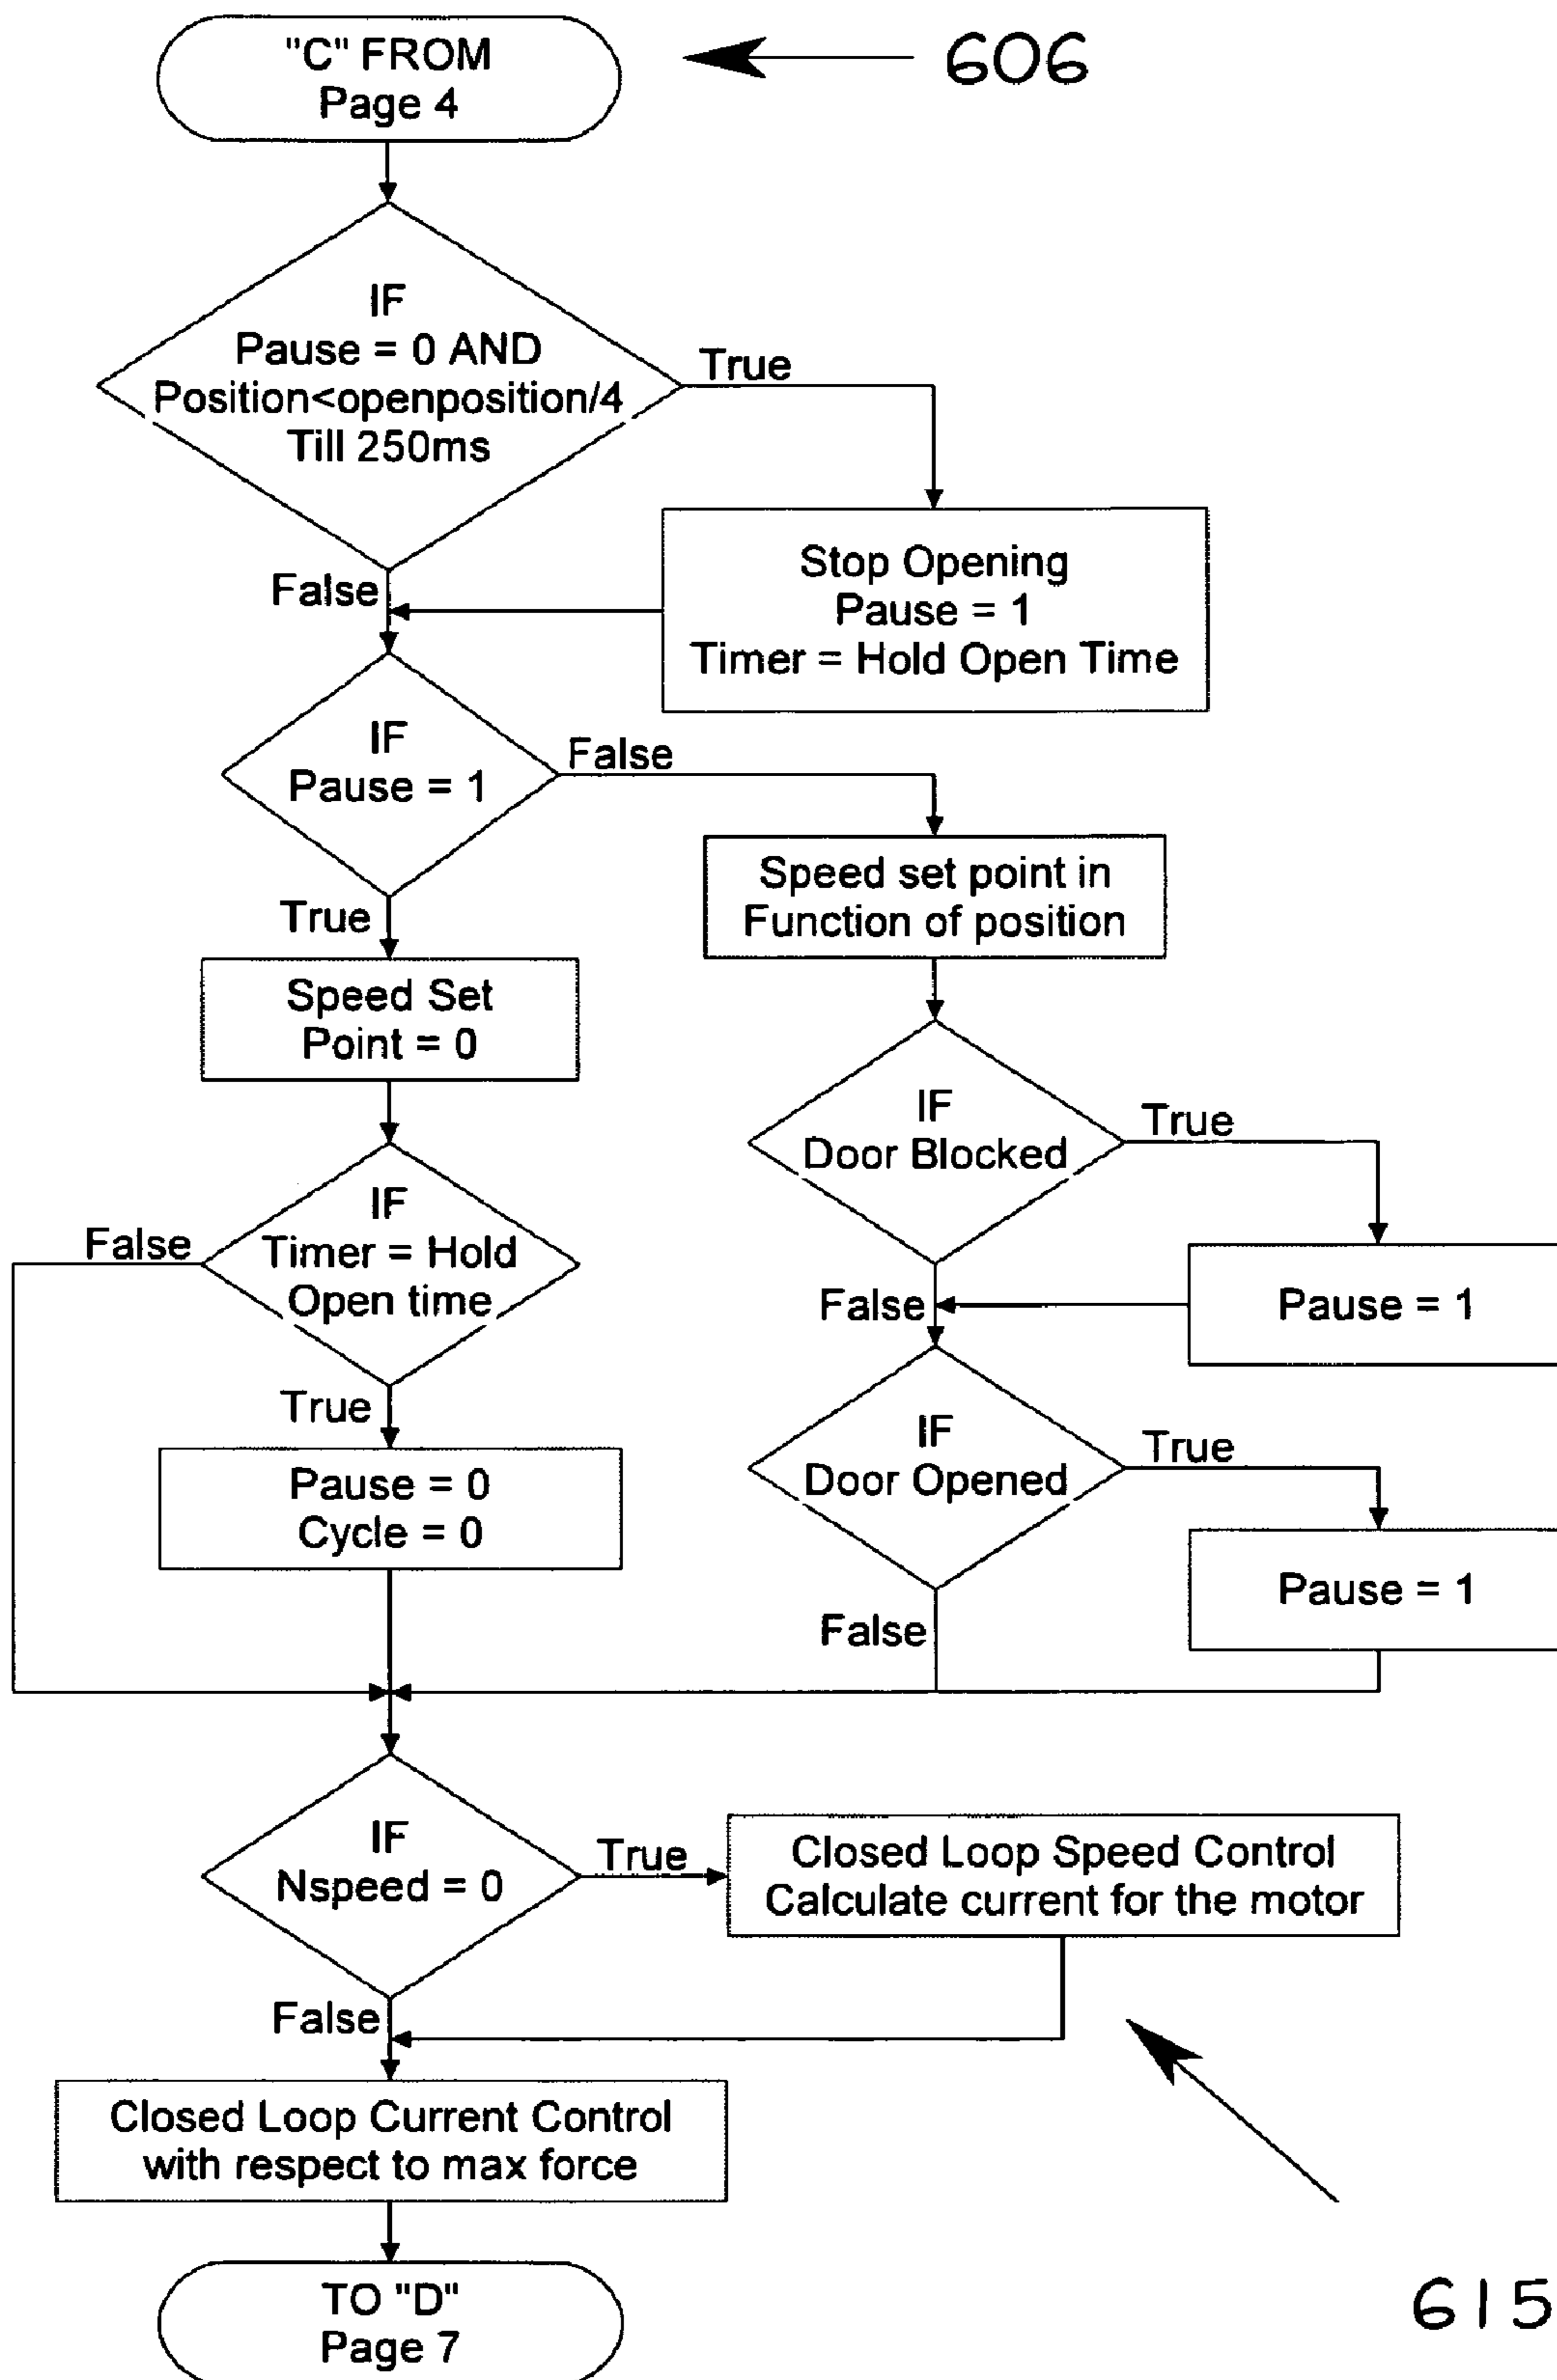 "C" FROM
Page 4
606
IF
Pause = 0 AND
Position<openposition/4
Till 250ms
True
False
Stop Opening
Pause = 1
Timer = Hold Open Time
IF
Pause = 1
False
True
Speed set point in
Function of position
Speed Set
Point = 0
IF
Door Blocked
True
False
Pause = 1
IF
Timer = Hold
Open time
False
True
IF
Door Opened
True
False
Pause = 1
Pause = 0
Cycle = 0
IF
Nspeed = 0
True
False
Closed Loop Speed Control
Calculate current for the motor
Closed Loop Current Control
with respect to max force
TO "D"
Page 7
615